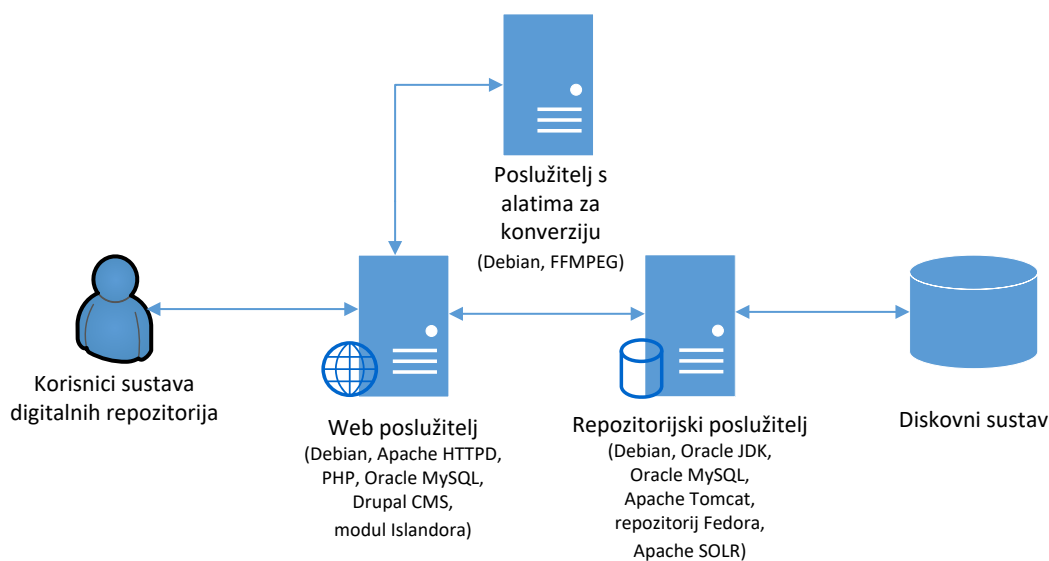 Poslužitelj s
alatima za
konverziju
(Debian, FFMPEG)
Korisnici sustava
digitalnih repozitorija
Web poslužitelj
(Debian, Apache HTTPD,
PHP, Oracle MySQL,
Drupal CMS,
modul Islandora)
Repozitorijski poslužitelj
(Debian, Oracle JDK,
Oracle MySQL,
Apache Tomcat,
repozitorij Fedora,
Apache SOLR)
Diskovni sustav